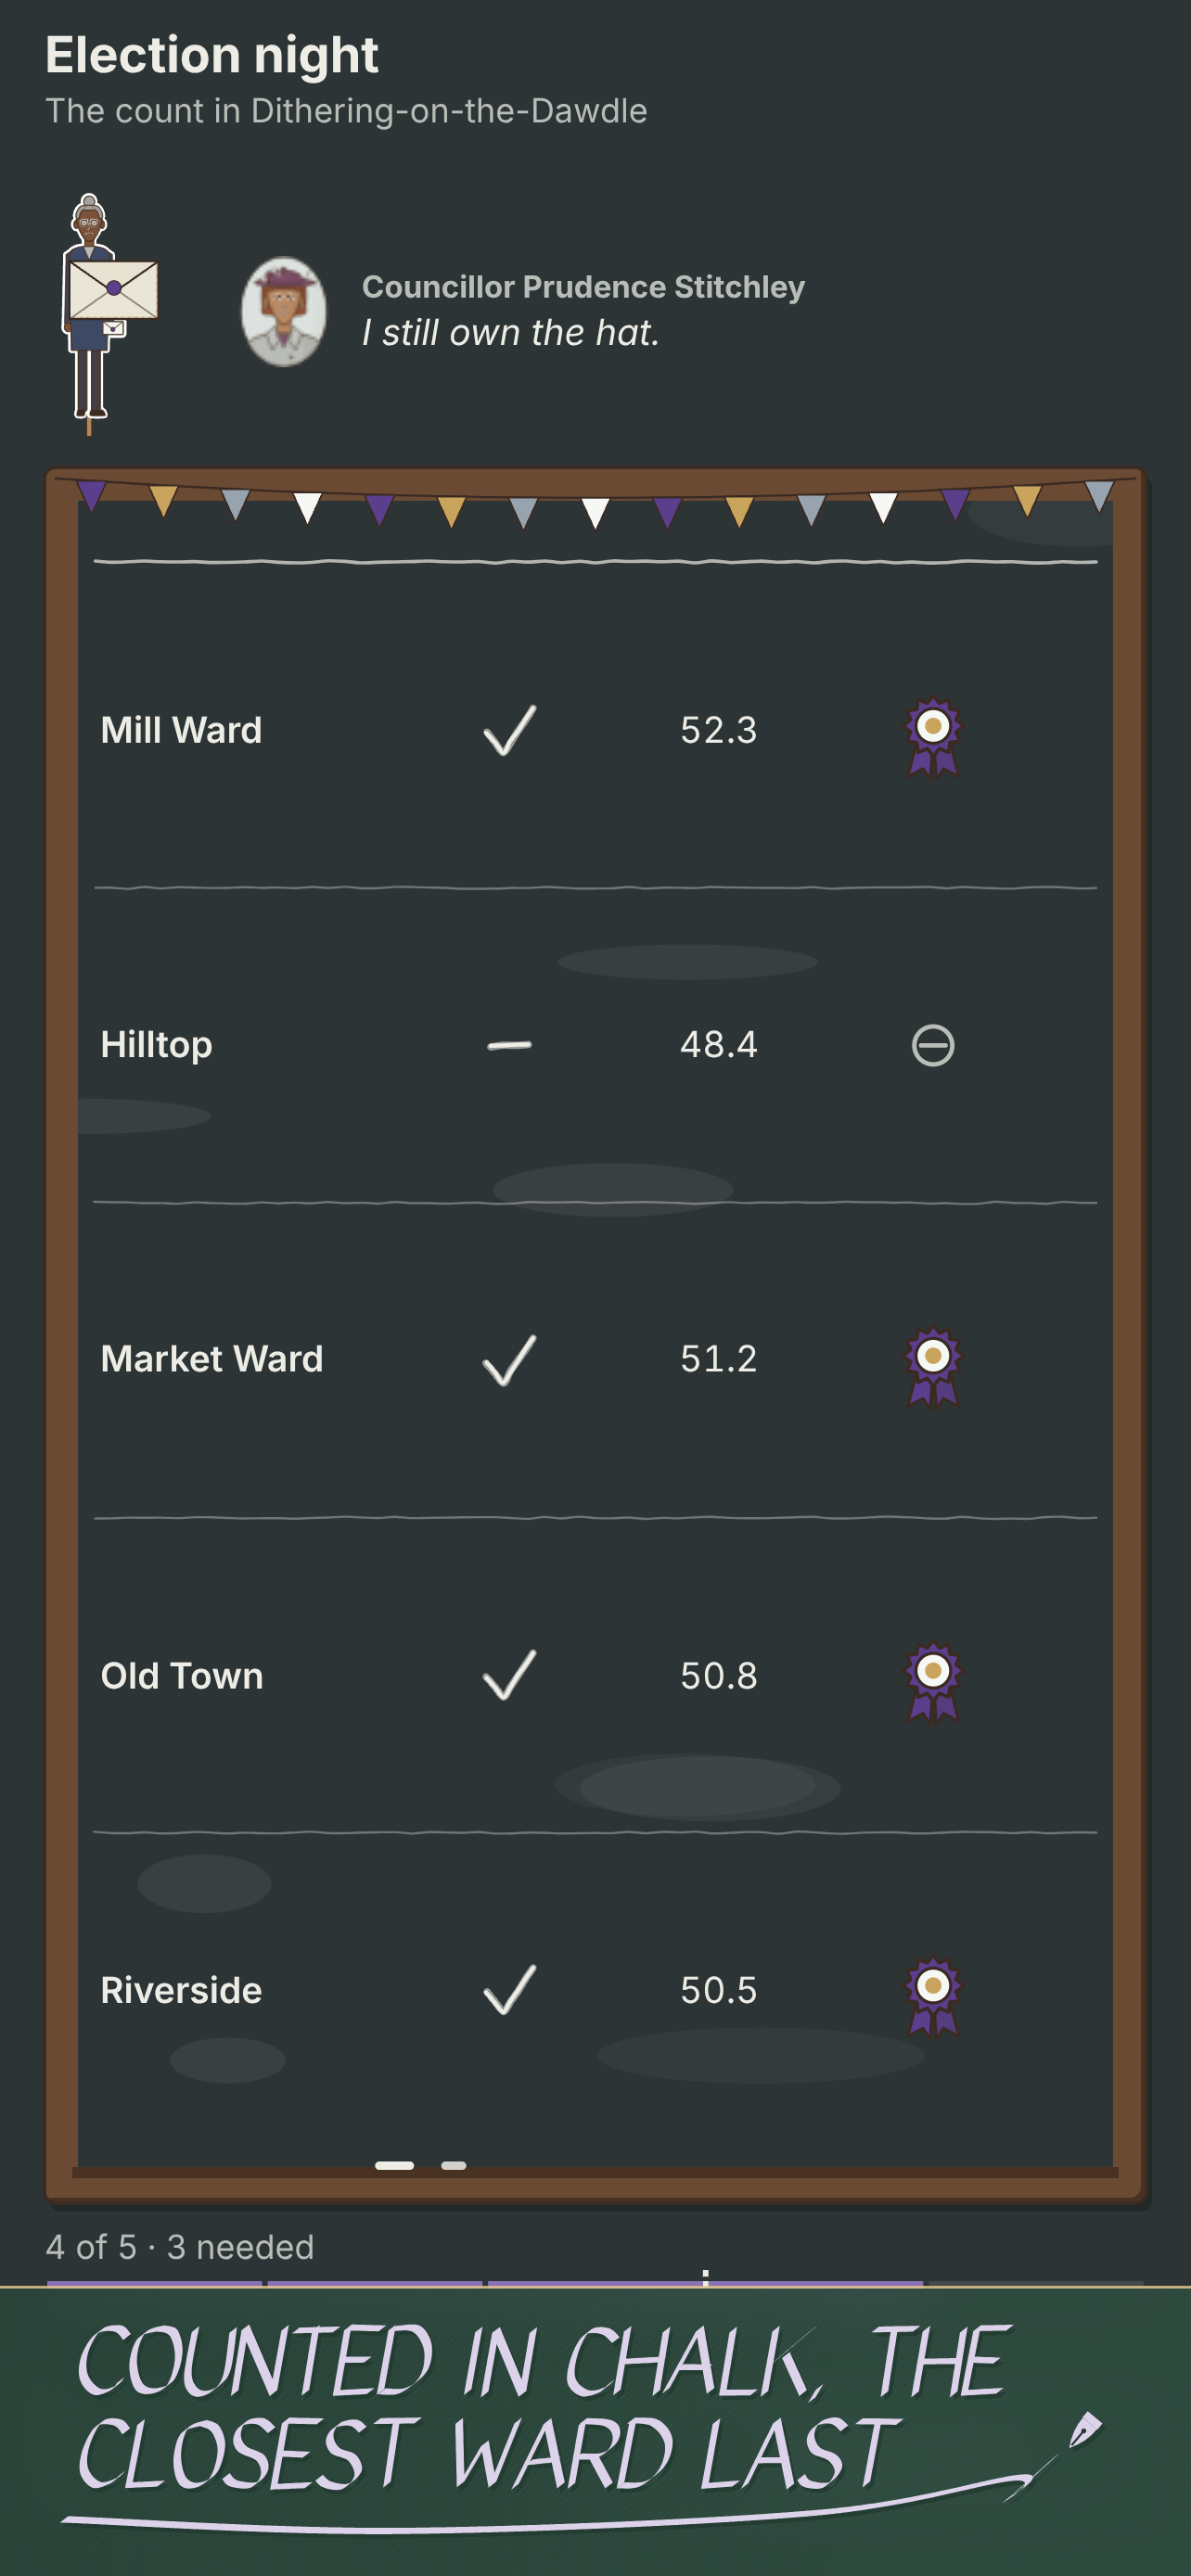 Election night
The count in Dithering-on-the-Dawdle
Councillor Prudence Stitchley
I still own the hat.
Mill Ward 52.3
Hilltop 48.4
Market Ward 51.2
Old Town 50.8
Riverside 50.5
4 of 5 · 3 needed
COUNTED IN CHALK, THE
CLOSEST WARD LAST